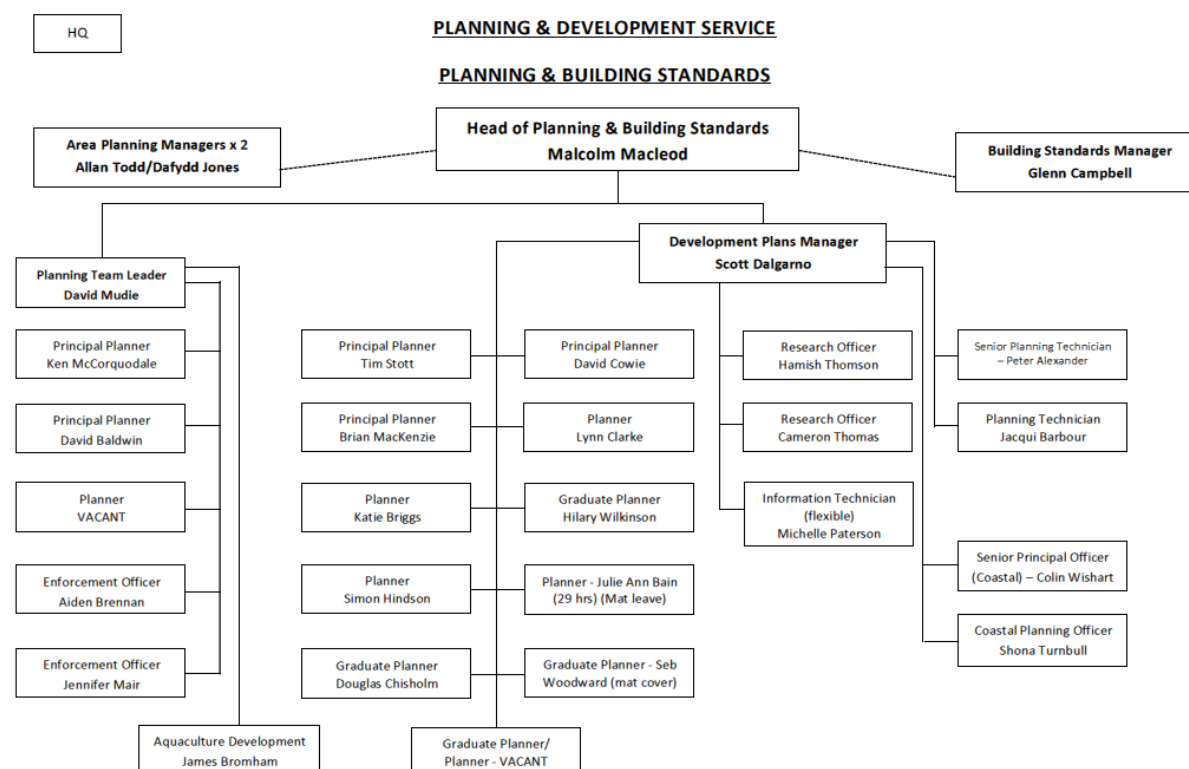 HQ
PLANNING & DEVELOPMENT SERVICE
PLANNING & BUILDING STANDARDS
Head of Planning & Building Standards
Malcolm Macleod
Area Planning Managers x 2
Allan Todd/Dafydd Jones
Building Standards Manager
Glenn Campbell
Development Plans Manager
Scott Dalgarno
Planning Team Leader
David Mudie
Principal Planner
Ken McCorquodale
Principal Planner
David Baldwin
Planner
VACANT
Enforcement Officer
Aiden Brennan
Enforcement Officer
Jennifer Mair
Aquaculture Development
James Bromham
Principal Planner
Tim Stott
Principal Planner
David Cowie
Principal Planner
Brian MacKenzie
Planner
Lynn Clarke
Planner
Katie Briggs
Graduate Planner
Hilary Wilkinson
Planner
Simon Hindson
Planner - Julie Ann Bain
(29 hrs) (Mat leave)
Graduate Planner
Douglas Chisholm
Graduate Planner - Seb
Woodward (mat cover)
Graduate Planner/
Planner - VACANT
Research Officer
Hamish Thomson
Research Officer
Cameron Thomas
Information Technician
(flexible)
Michelle Paterson
Senior Planning Technician
– Peter Alexander
Planning Technician
Jacqui Barbour
Senior Principal Officer
(Coastal) – Colin Wishart
Coastal Planning Officer
Shona Turnbull